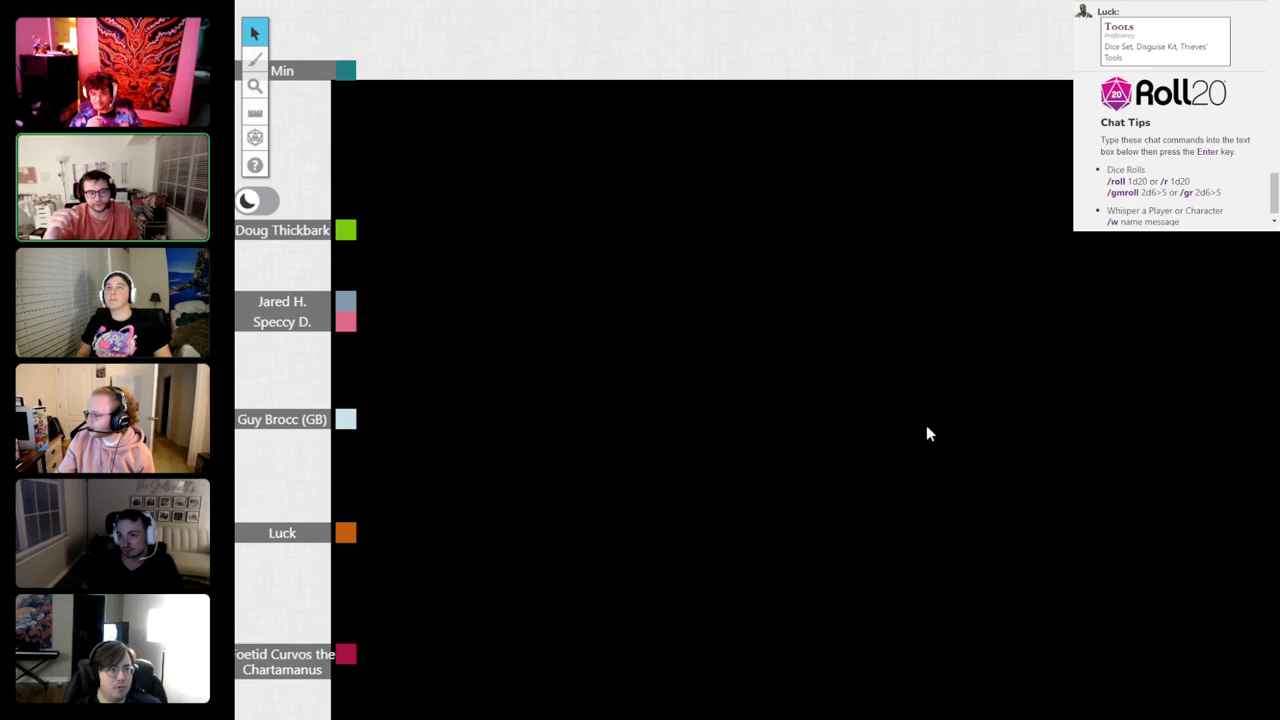 Min
Doug Thickbark
Jared H.
Speccy D.
Guy Brocc (GB)
Luck
oetid Curvos the
Chartamanus
Luck:
TOOLS
Proficiency
Dice Set, Disguise Kit, Thieves'
Tools
20
Roll20
Chat Tips
Type these chat commands into the text
box below then press the Enter key.
• Dice Rolls
/roll 1d20 or /r 1d20
/gmroll 2d6>5 or /gr 2d6>5
• Whisper a Player or Character
/w name message